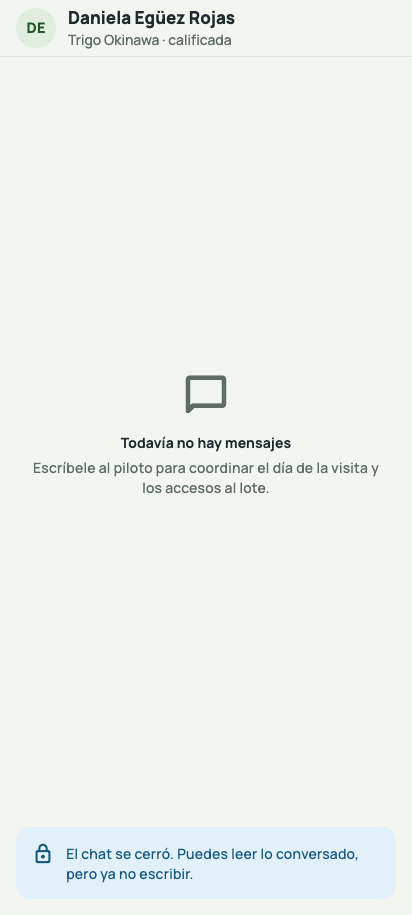 DE
Daniela Egüez Rojas
Trigo Okinawa · calificada
Todavía no hay mensajes
Escríbele al piloto para coordinar el día de la visita y
los accesos al lote.
El chat se cerró. Puedes leer lo conversado,
pero ya no escribir.